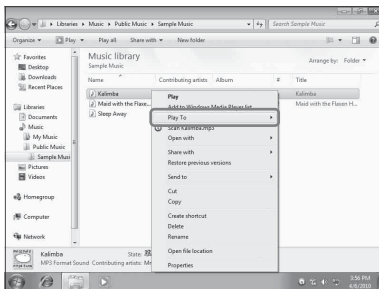 Libraries ▸ Music ▸ Public Music ▸ Sample Music
Search Sample Music
Organize Play Play all Share with New folder
Favorites
Desktop
Downloads
Recent Places
Libraries
Documents
Music
My Music
Public Music
Sample Musi
Pictures
Videos
Homegroup
Computer
Network
Music library
Sample Music
Arrange by: Folder
Name Contributing artists Album # Title
Kalimba Kalimba
Maid with the Flaxe... Maid with the Flaxen H...
Sleep Away
Play
Add to Windows Media Player list
Play To
Scan Kalimba.mp3
Open with
Share with
Restore previous versions
Send to
Cut
Copy
Create shortcut
Delete
Rename
Open file location
Properties
Kalimba State:
MP3 Format Sound Contributing artists:
3:56 PM